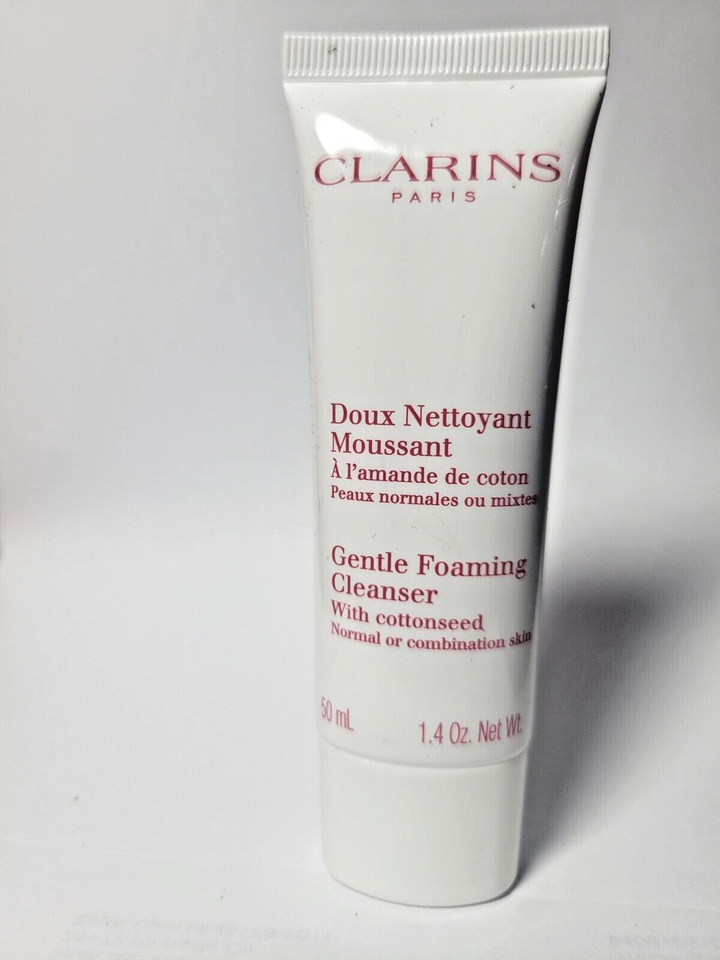 CLARINS
PARIS
Doux Nettoyant
Moussant
À l'amande de coton
Peaux normales ou mixtes
Gentle Foaming
Cleanser
With cottonseed
Normal or combination skin
50 mL 1.4 Oz. Net Wt.